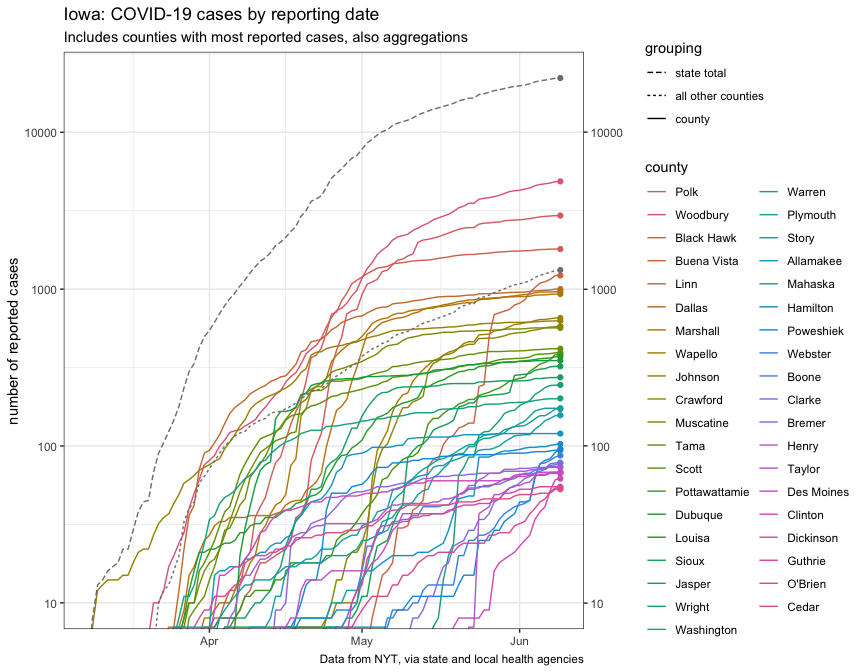 Iowa: COVID-19 cases by reporting date
Includes counties with most reported cases, also aggregations
number of reported cases
10000
1000
100
10
10000
1000
100
10
Apr
May
Jun
Data from NYT, via state and local health agencies
grouping
state total
all other counties
county
county
Polk
Woodbury
Black Hawk
Buena Vista
Linn
Dallas
Marshall
Wapello
Johnson
Crawford
Muscatine
Tama
Scott
Pottawattamie
Dubuque
Louisa
Sioux
Jasper
Wright
Washington
Warren
Plymouth
Story
Allamakee
Mahaska
Hamilton
Poweshiek
Webster
Boone
Clarke
Bremer
Henry
Taylor
Des Moines
Clinton
Dickinson
Guthrie
O'Brien
Cedar